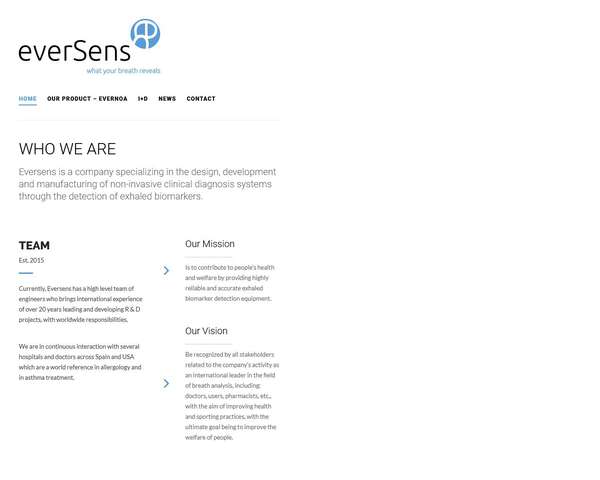 everSens
what your breath reveals
HOME OUR PRODUCT – EVERNOA I+D NEWS CONTACT
WHO WE ARE
Eversens is a company specializing in the design, development
and manufacturing of non-invasive clinical diagnosis systems
through the detection of exhaled biomarkers.
TEAM
Est. 2015
Currently, Eversens has a high level team of
engineers who brings international experience
of over 20 years leading and developing R & D
projects, with worldwide responsibilities.
We are in continuous interaction with several
hospitals and doctors across Spain and USA
which are a world reference in allergology and
in asthma treatment.
Our Mission
Is to contribute to people's health
and welfare by providing highly
reliable and accurate exhaled
biomarker detection equipment.
Our Vision
Be recognized by all stakeholders
related to the company's activity as
an international leader in the field
of breath analysis, including:
doctors, users, pharmacists, etc.,
with the aim of improving health
and sporting practices, with the
ultimate goal being to improve the
welfare of people.